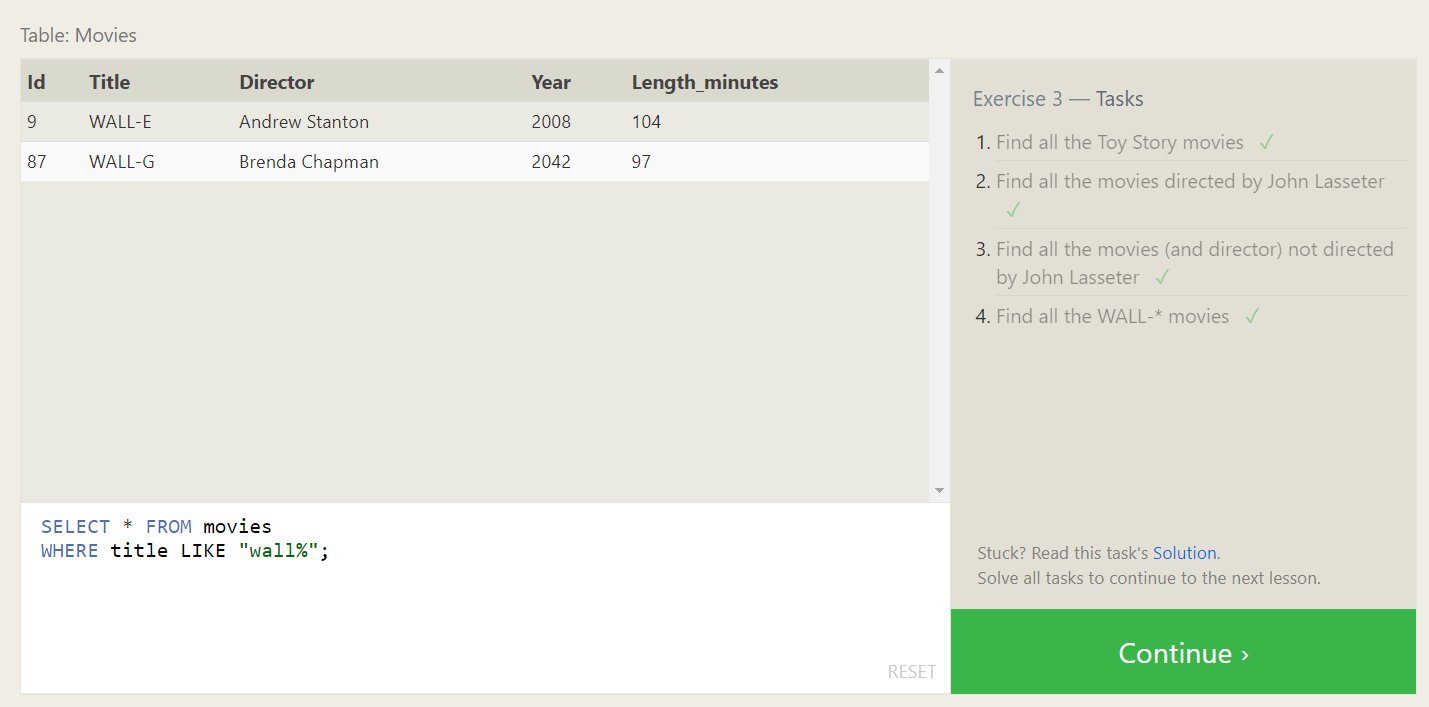 Table: Movies
Id Title Director Year Length_minutes
9 WALL-E Andrew Stanton 2008 104
87 WALL-G Brenda Chapman 2042 97
SELECT * FROM movies
WHERE title LIKE "wall%";
RESET
Exercise 3 — Tasks
1. Find all the Toy Story movies ✓
2. Find all the movies directed by John Lasseter
✓
3. Find all the movies (and director) not directed
by John Lasseter ✓
4. Find all the WALL-* movies ✓
Stuck? Read this task's Solution.
Solve all tasks to continue to the next lesson.
Continue ›